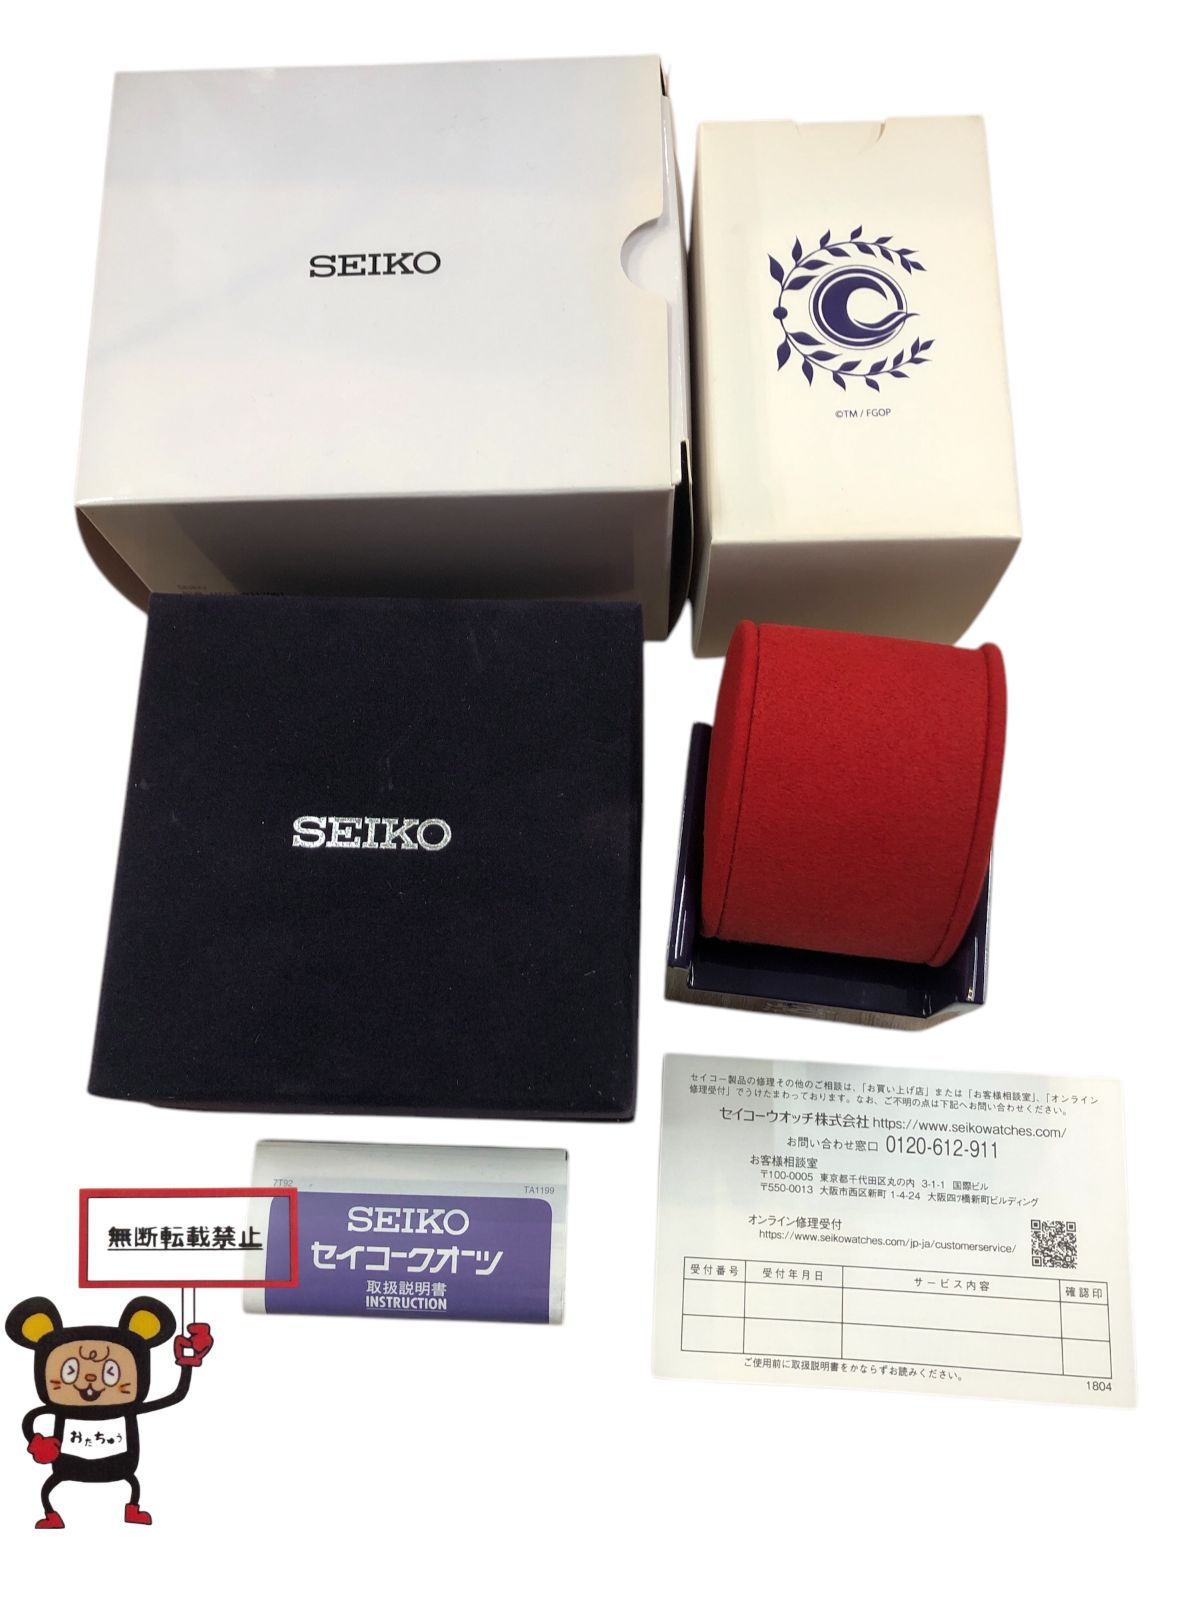 SEIKO
©TM / FGOP
SEIKO
セイコー製品の修理その他のご相談は、「お買い上げ店」または「お客様相談室」、「オンライン
修理受付」でうけたまわっております。なお、ご不明の点は下記へお問い合わせください。
セイコーウオッチ株式会社 https://www.seikowatches.com/
お問い合わせ窓口 0120-612-911
お客様相談室
〒100-0005 東京都千代田区丸の内 3-1-1 国際ビル
〒550-0013 大阪市西区新町 1-4-24 大阪四ツ橋新町ビルディング
オンライン修理受付
https://www.seikowatches.com/jp-ja/customerservice/
受付番号 受付年月日 サービス内容 確認印
ご使用前に取扱説明書をかならずお読みください。
1804
7T92 TA1199
SEIKO
セイコークオーツ
取扱説明書
INSTRUCTION
無断転載禁止
おたちゅう